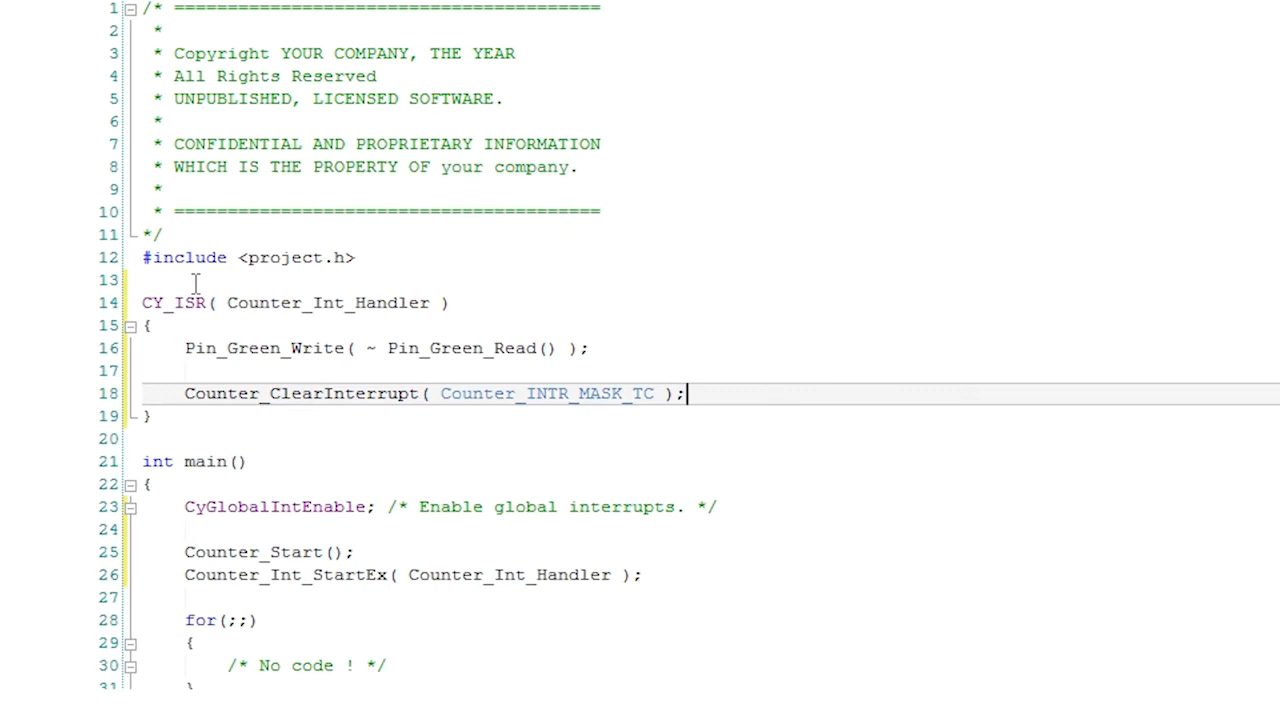 1 /* ========================================
2  *
3  * Copyright YOUR COMPANY, THE YEAR
4  * All Rights Reserved
5  * UNPUBLISHED, LICENSED SOFTWARE.
6  *
7  * CONFIDENTIAL AND PROPRIETARY INFORMATION
8  * WHICH IS THE PROPERTY OF your company.
9  *
10  * ========================================
11 */
12 #include <project.h>
13
14 CY_ISR( Counter_Int_Handler )
15 {
16     Pin_Green_Write( ~ Pin_Green_Read() );
17
18     Counter_ClearInterrupt( Counter_INTR_MASK_TC );
19 }
20
21 int main()
22 {
23     CyGlobalIntEnable; /* Enable global interrupts. */
24
25     Counter_Start();
26     Counter_Int_StartEx( Counter_Int_Handler );
27
28     for(;;)
29     {
30         /* No code ! */
31     }